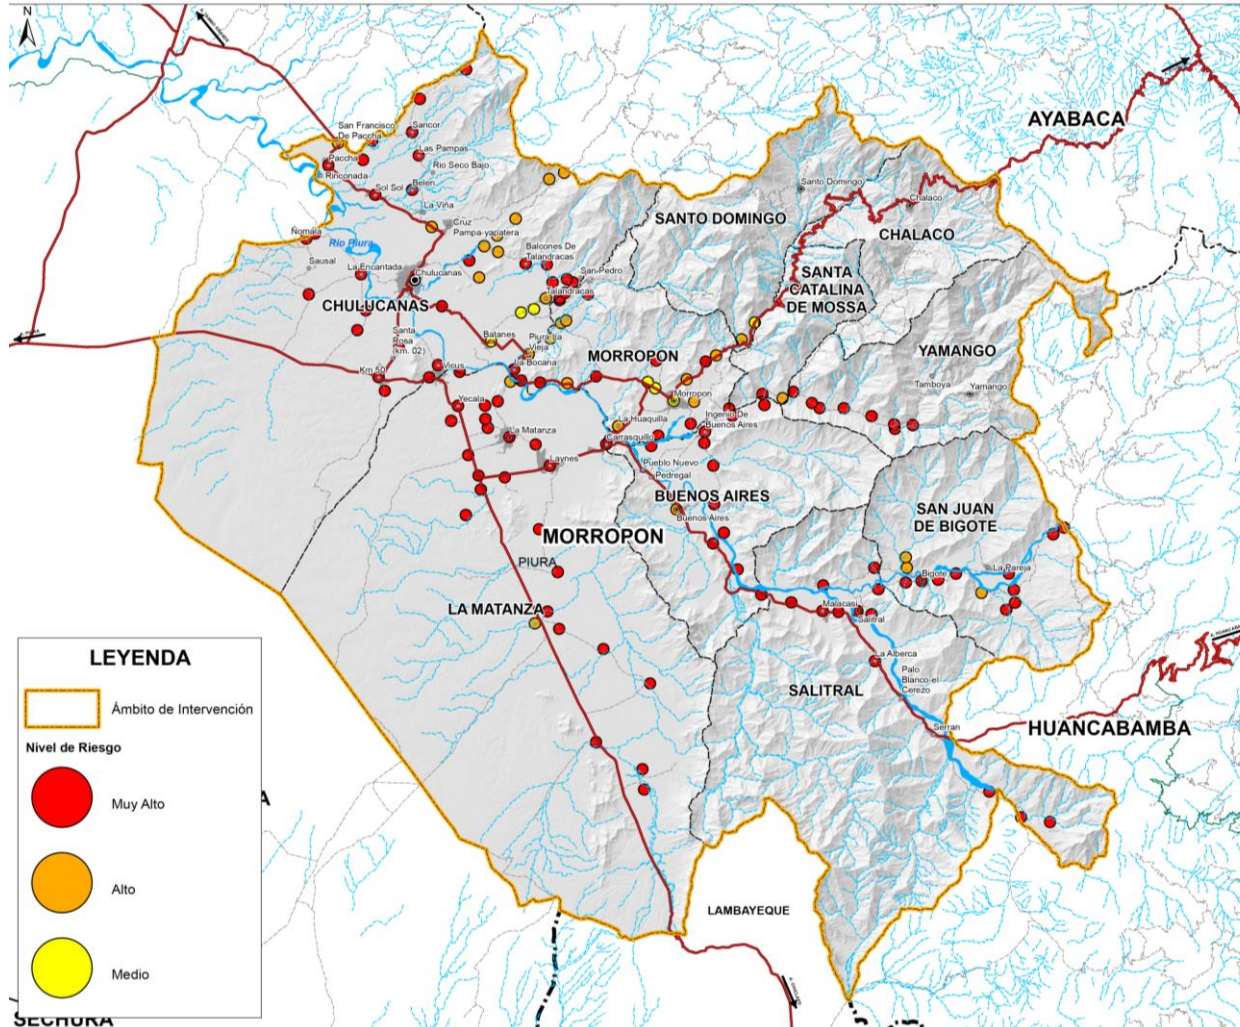 N
AYABACA
San Francisco
De Paccha
Sancor
Paccha
Las Pampas
Rio Seco Bajo
Rinconada
Sol Sol
Belen
Santo Domingo
Chalaco
La Viña
Cruz
Pampa-yapatera
SANTO DOMINGO
CHALACO
Ñomala
Rio Piura
Sausal
Balcones De
Talandracas
La Encantada
Chulucanas
San Pedro
SANTA
CATALINA
DE MOSSA
Talandracas
CHULUCANAS
Santa
Rosa
(km. 02)
Batanes
Piura la
Vieja
MORROPON
YAMANGO
La Bocana
Km 50
Vicus
Tamboya
Yamango
Morropon
Yecala
La Huaquilla
Ingenio De
Buenos Aires
La Matanza
Carrasquillo
Laynes
Pueblo Nuevo
Pedregal
BUENOS AIRES
Buenos Aires
SAN JUAN
DE BIGOTE
MORROPON
PIURA
La Pareja
Bigote
LA MATANZA
Malacasi
Salitral
La Alberca
Palo
Blanco-el
Cerezo
SALITRAL
Serran
HUANCABAMBA
LEYENDA
Ámbito de Intervención
Nivel de Riesgo
Muy Alto
A
Alto
Medio
LAMBAYEQUE
SECHURA